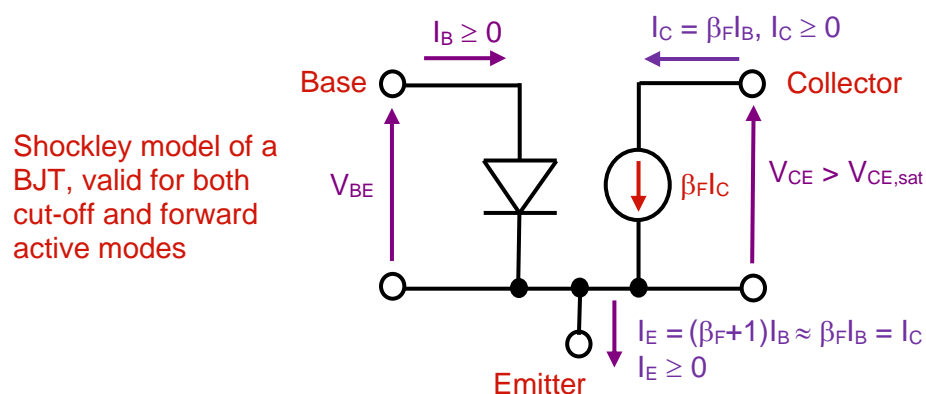 I_B ≥ 0
I_C = β_FI_B, I_C ≥ 0
Base
Collector
Shockley model of a
BJT, valid for both
cut-off and forward
active modes
V_BE
β_FI_C
V_CE > V_CE,sat
I_E = (β_F+1)I_B ≈ β_FI_B = I_C
I_E ≥ 0
Emitter